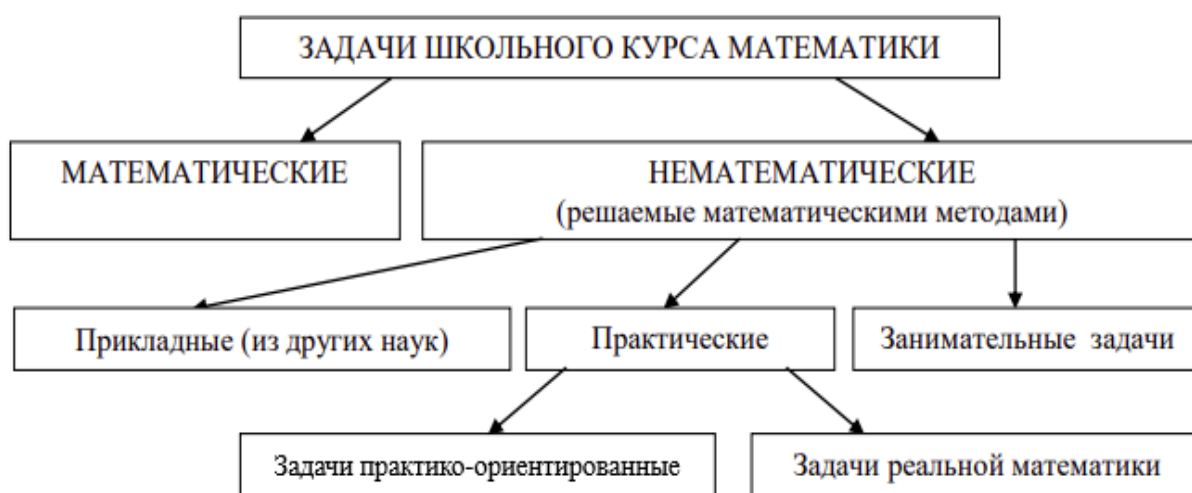 ЗАДАЧИ ШКОЛЬНОГО КУРСА МАТЕМАТИКИ
МАТЕМАТИЧЕСКИЕ
НЕМАТЕМАТИЧЕСКИЕ
(решаемые математическими методами)
Прикладные (из других наук)
Практические
Занимательные задачи
Задачи практико-ориентированные
Задачи реальной математики